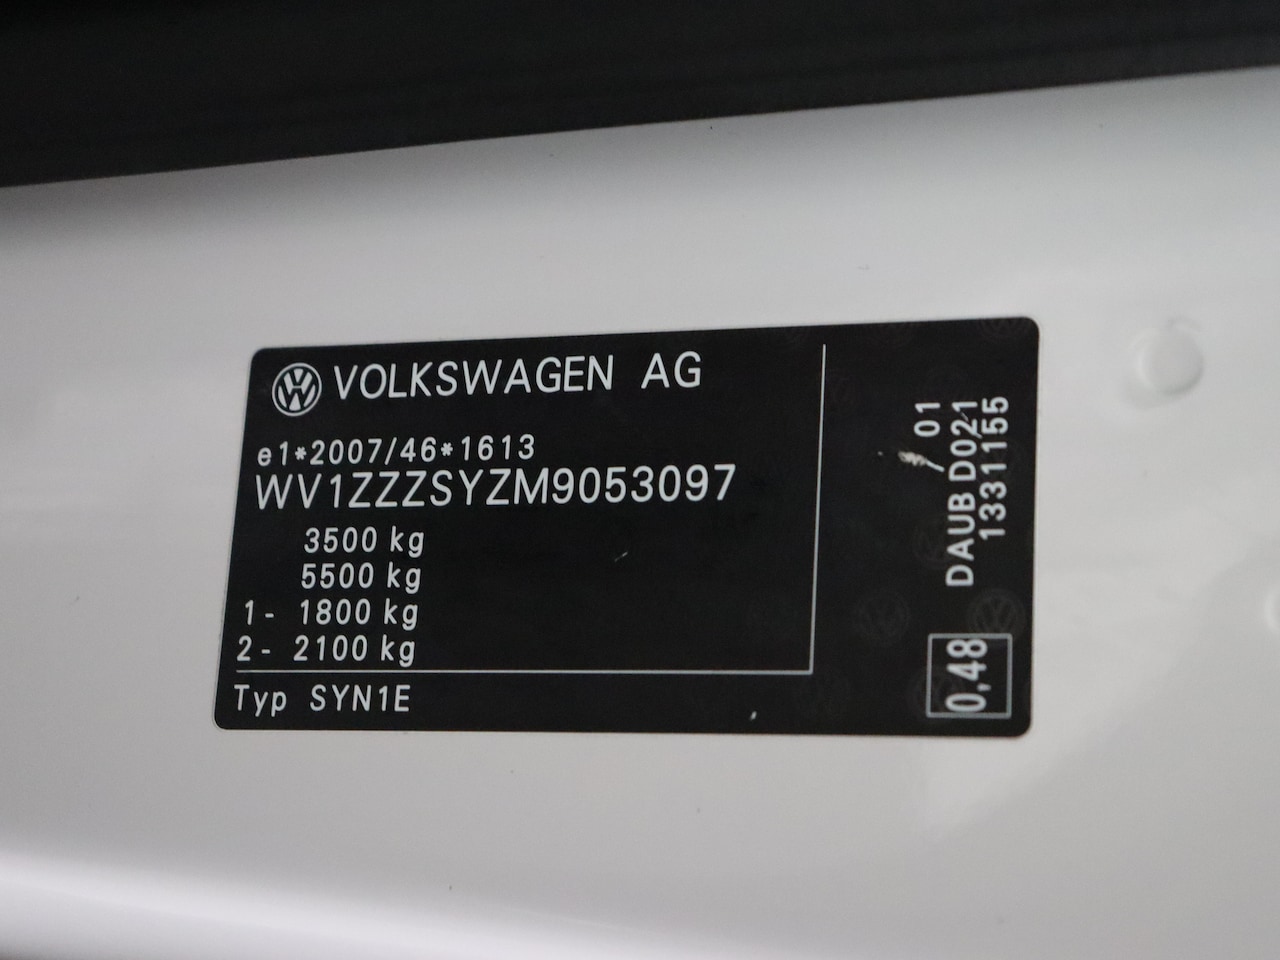 VOLKSWAGEN AG
e1*2007/46*1613
WV1ZZZSYZM9053097
3500 kg
5500 kg
1- 1800 kg
2- 2100 kg
Typ SYN1E
/ 01
DAUB D021
1331155
0,48